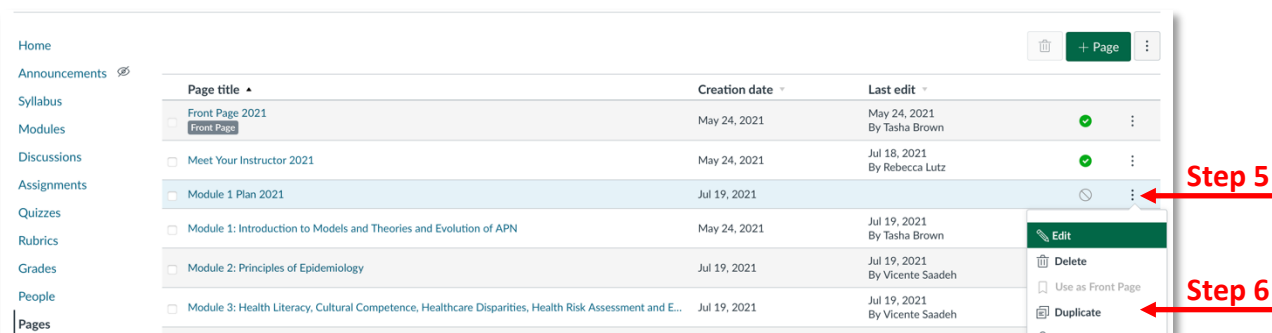 Home
Announcements
Syllabus
Modules
Discussions
Assignments
Quizzes
Rubrics
Grades
People
Pages
+ Page
Page title Creation date Last edit
Front Page 2021 May 24, 2021 May 24, 2021
Front Page By Tasha Brown
Meet Your Instructor 2021 May 24, 2021 Jul 18, 2021
By Rebecca Lutz
Module 1 Plan 2021 Jul 19, 2021
Step 5
Module 1: Introduction to Models and Theories and Evolution of APN May 24, 2021 Jul 19, 2021
By Tasha Brown
Edit
Module 2: Principles of Epidemiology Jul 19, 2021 Jul 19, 2021
By Vicente Saadeh
Delete
Use as Front Page
Module 3: Health Literacy, Cultural Competence, Healthcare Disparities, Health Risk Assessment and E... Jul 19, 2021 Jul 19, 2021
By Vicente Saadeh
Duplicate
Step 6